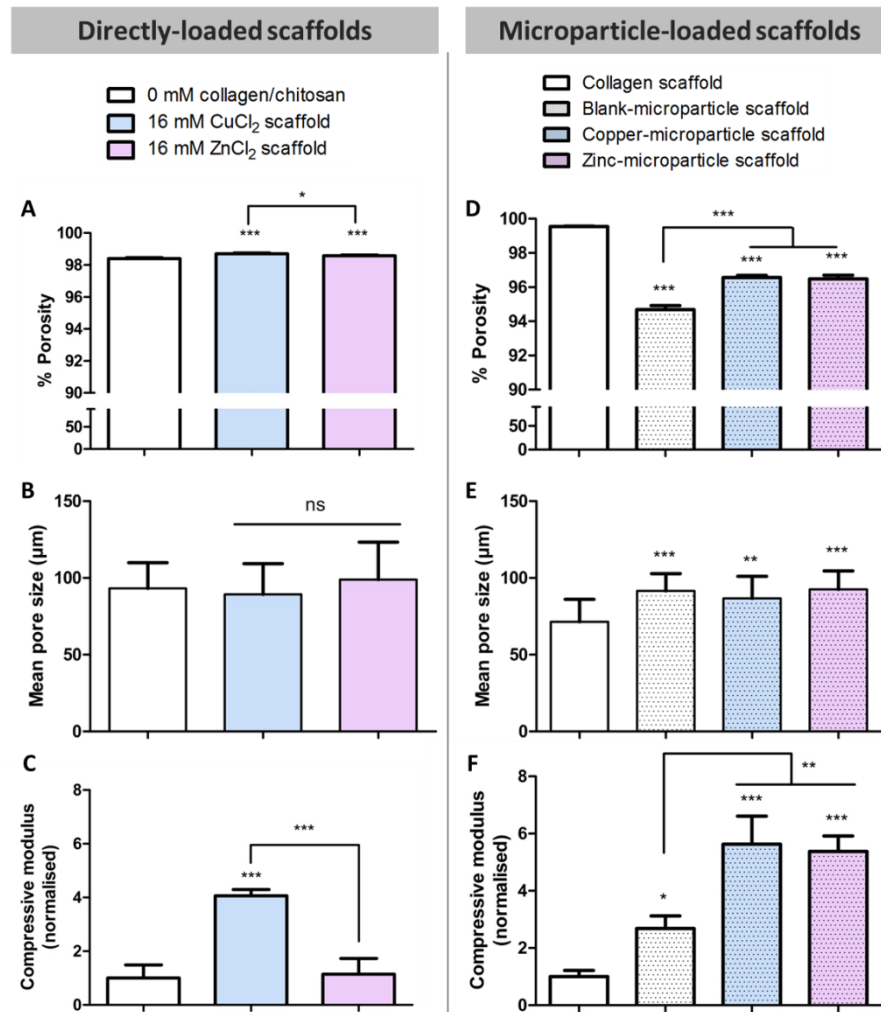 Directly-loaded scaffolds
0 mM collagen/chitosan
16 mM CuCl₂ scaffold
16 mM ZnCl₂ scaffold
A
% Porosity
100
98
96
94
92
90
50
0
***
***
*
B
Mean pore size (µm)
150
100
50
0
ns
C
Compressive modulus
(normalised)
8
6
4
2
0
***
***
Microparticle-loaded scaffolds
Collagen scaffold
Blank-microparticle scaffold
Copper-microparticle scaffold
Zinc-microparticle scaffold
D
% Porosity
100
98
96
94
92
90
50
0
***
***
***
***
E
Mean pore size (µm)
150
100
50
0
***
**
***
F
Compressive modulus
(normalised)
8
6
4
2
0
*
***
***
**